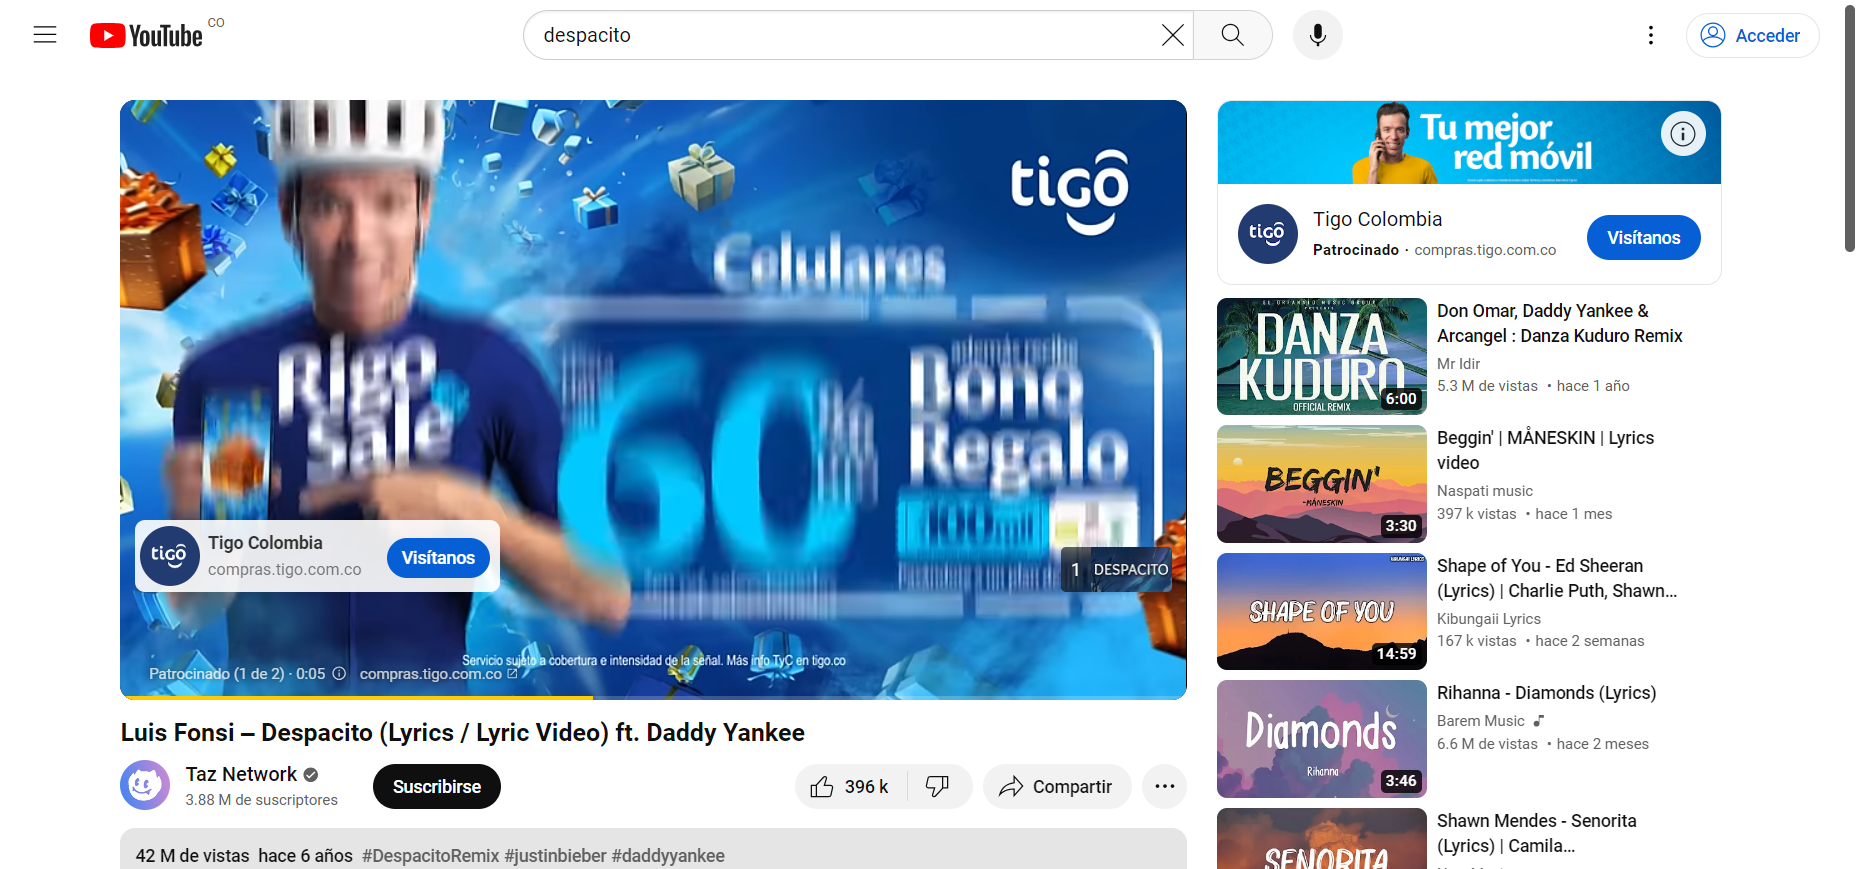 YouTube CO
despacito
Acceder
tigo
Celulares
Rigo
Sale
60%
además recibe
Bono
Regalo
DESPACITO
1
Tigo Colombia
compras.tigo.com.co
Visítanos
Servicio sujeto a cobertura e intensidad de la señal. Más info TyC en tigo.co
Patrocinado (1 de 2) · 0:05 compras.tigo.com.co
Luis Fonsi – Despacito (Lyrics / Lyric Video) ft. Daddy Yankee
Taz Network
3.88 M de suscriptores
Suscribirse
396 k
Compartir
42 M de vistas hace 6 años #DespacitoRemix #justinbieber #daddyyankee
Tu mejor
red móvil
tigo
Tigo Colombia
Patrocinado · compras.tigo.com.co
Visítanos
DANZA
KUDURO
OFFICIAL REMIX
6:00
Don Omar, Daddy Yankee &
Arcangel : Danza Kuduro Remix
Mr Idir
5.3 M de vistas • hace 1 año
BEGGIN'
-MÅNESKIN
3:30
Beggin' | MÅNESKIN | Lyrics
video
Naspati music
397 k vistas • hace 1 mes
SHAPE OF YOU
14:59
Shape of You - Ed Sheeran
(Lyrics) | Charlie Puth, Shawn...
Kibungaii Lyrics
167 k vistas • hace 2 semanas
Diamonds
Rihanna
3:46
Rihanna - Diamonds (Lyrics)
Barem Music
6.6 M de vistas • hace 2 meses
SENORITA
Shawn Mendes - Senorita
(Lyrics) | Camila...